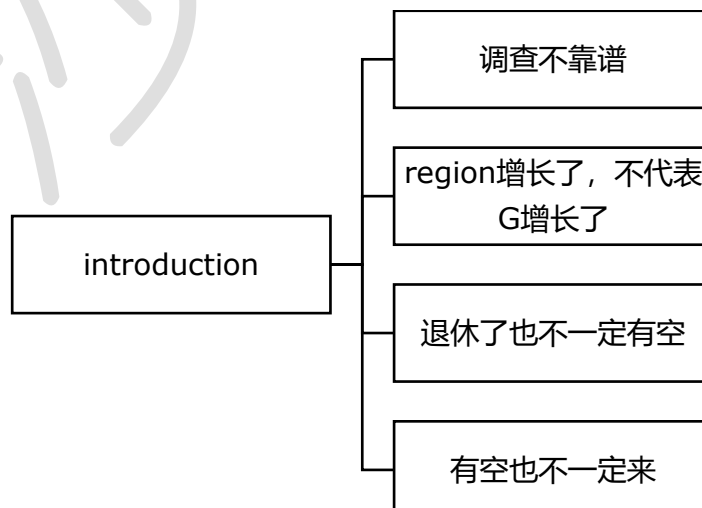 调查不靠谱
region增长了，不代表
G增长了
introduction
退休了也不一定有空
有空也不一定来